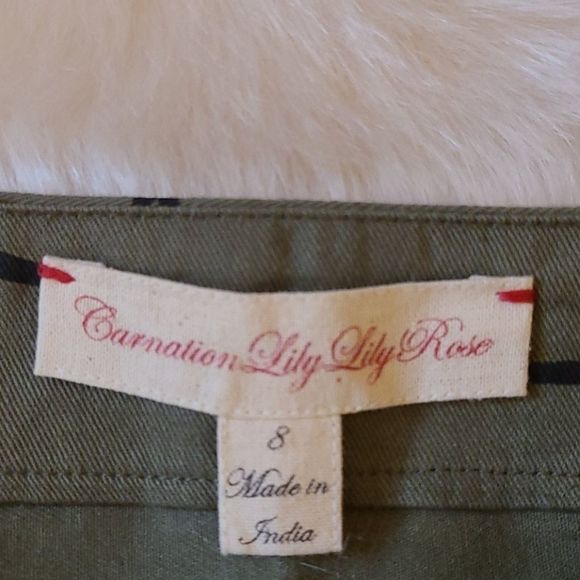 Carnation Lily Lily Rose
8
Made in
India